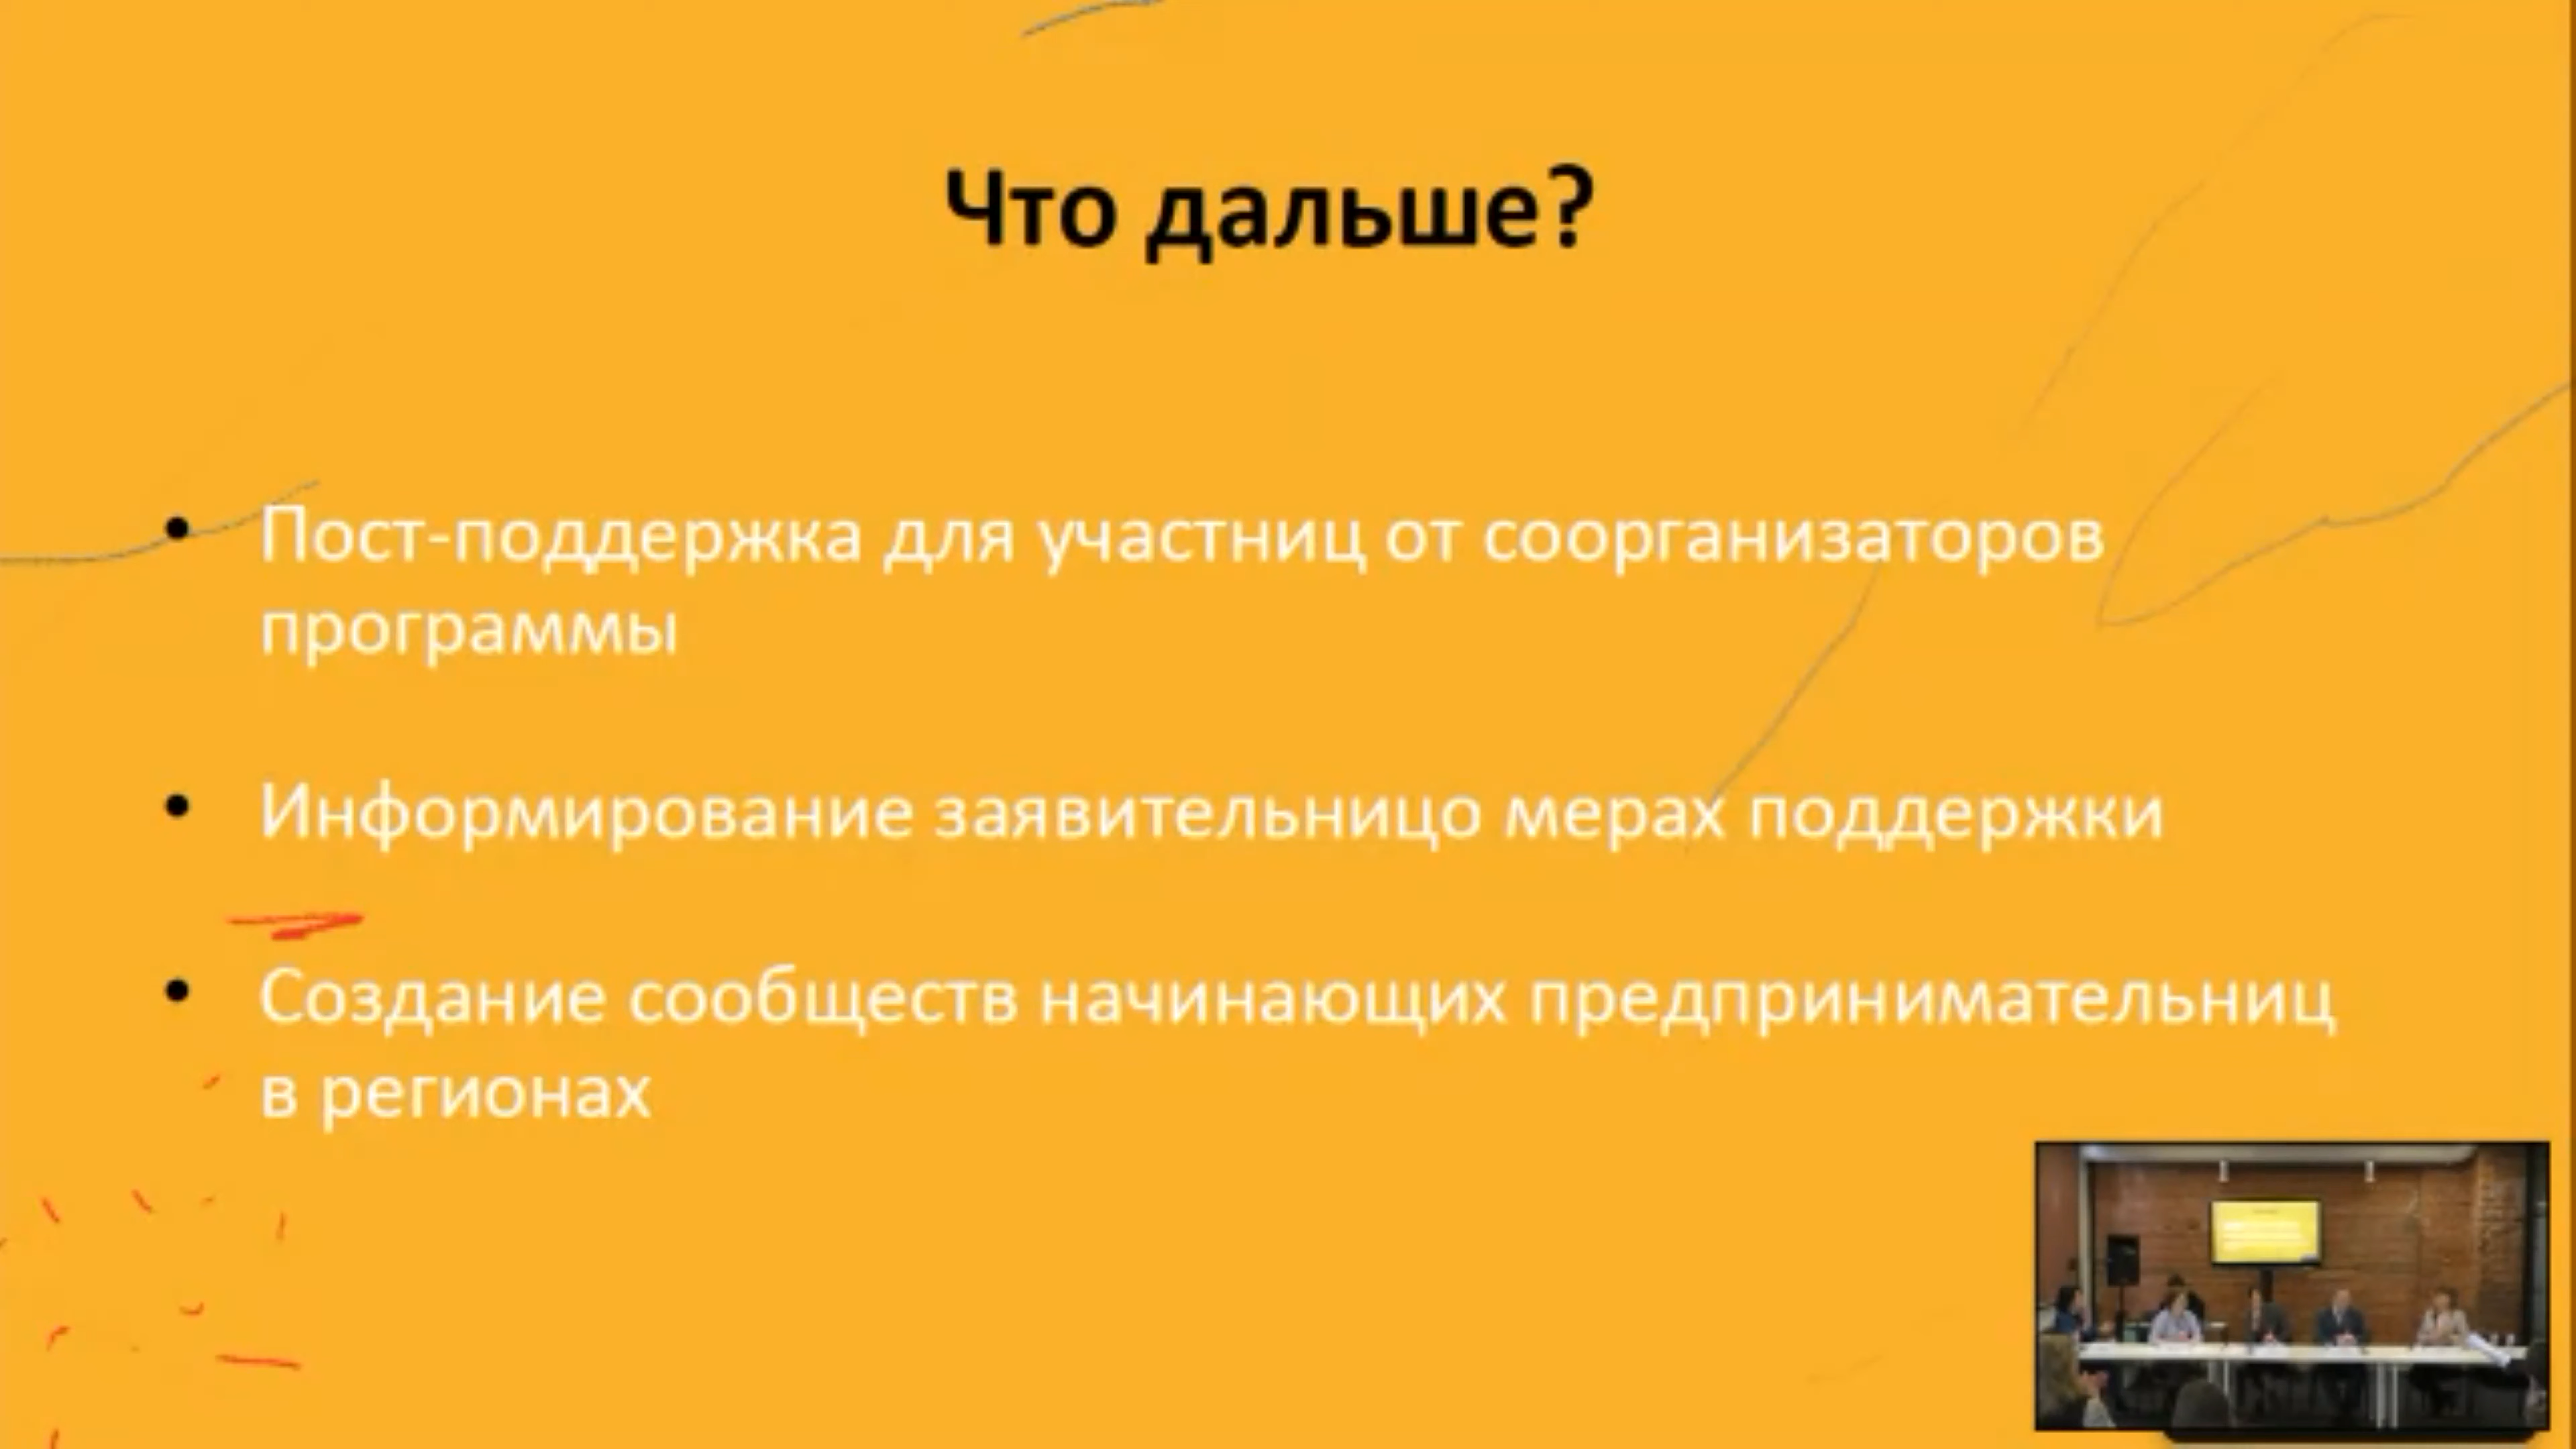 Что дальше?
Пост-поддержка для участниц от соорганизаторов
программы
Информирование заявительницо мерах поддержки
Создание сообществ начинающих предпринимательниц
в регионах